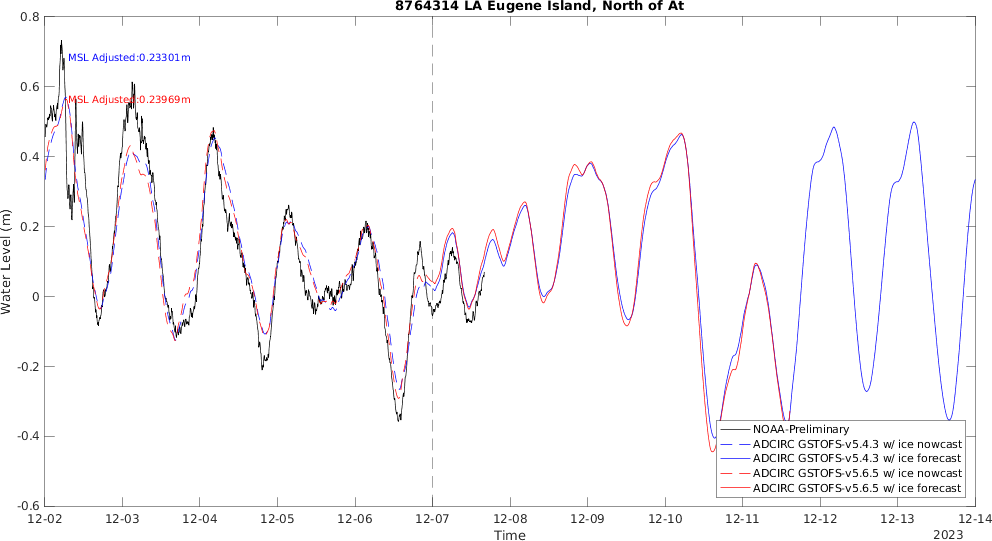 8764314 LA Eugene Island, North of At
Water Level (m)
0.8
0.6
0.4
0.2
0
-0.2
-0.4
-0.6
MSL Adjusted:0.23301m
MSL Adjusted:0.23969m
NOAA-Preliminary
ADCIRC GSTOFS-v5.4.3 w/ ice nowcast
ADCIRC GSTOFS-v5.4.3 w/ ice forecast
ADCIRC GSTOFS-v5.6.5 w/ ice nowcast
ADCIRC GSTOFS-v5.6.5 w/ ice forecast
12-02 12-03 12-04 12-05 12-06 12-07 12-08 12-09 12-10 12-11 12-12 12-13 12-14
Time
2023